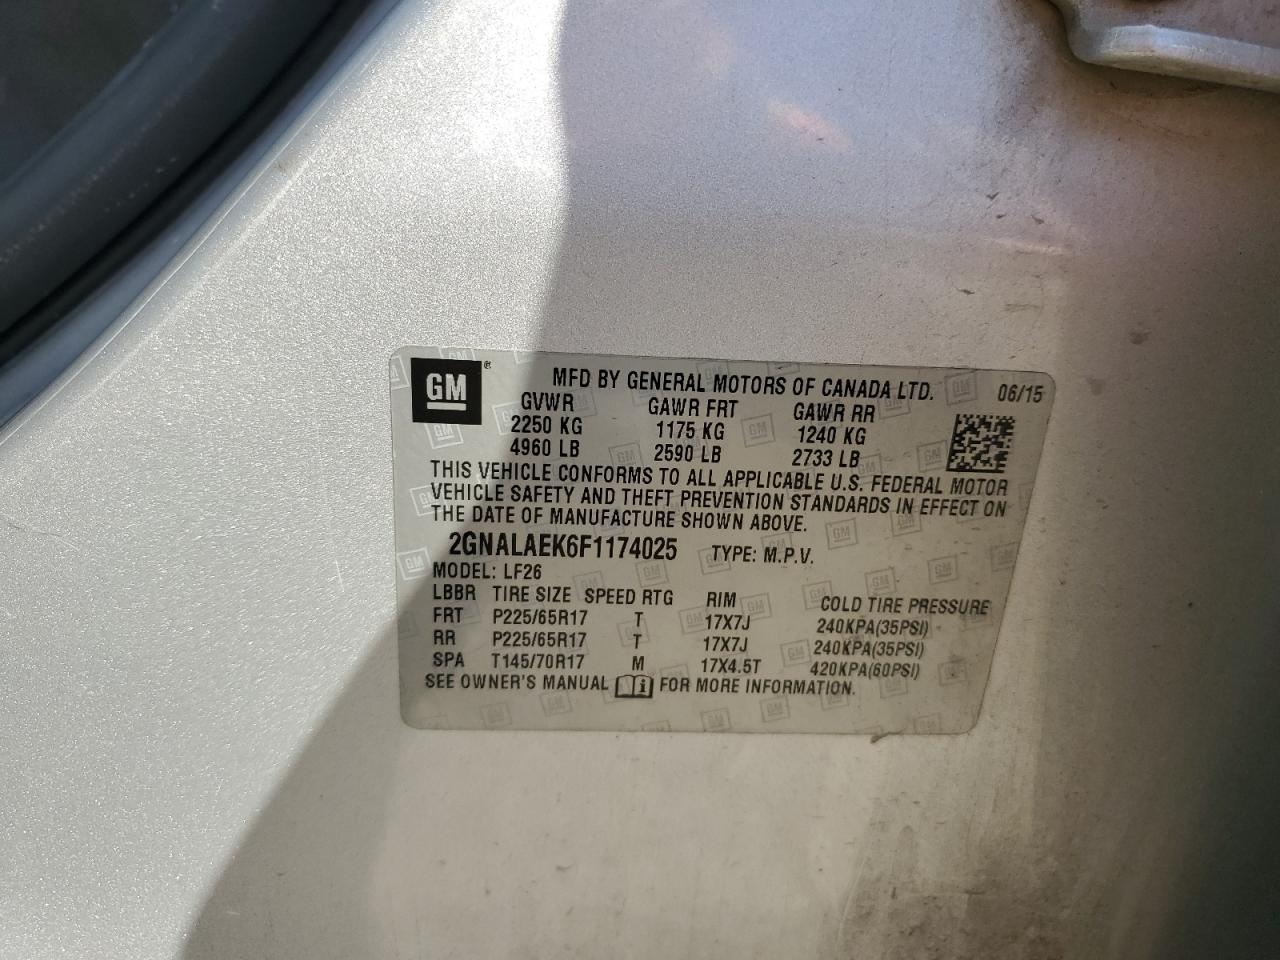 GM ®
MFD BY GENERAL MOTORS OF CANADA LTD. 06/15
GVWR GAWR FRT GAWR RR
2250 KG 1175 KG 1240 KG
4960 LB 2590 LB 2733 LB
THIS VEHICLE CONFORMS TO ALL APPLICABLE U.S. FEDERAL MOTOR
VEHICLE SAFETY AND THEFT PREVENTION STANDARDS IN EFFECT ON
THE DATE OF MANUFACTURE SHOWN ABOVE.
2GNALAEK6F1174025 TYPE: M.P.V.
MODEL: LF26
LBBR TIRE SIZE SPEED RTG RIM COLD TIRE PRESSURE
FRT P225/65R17 T 17X7J 240KPA(35PSI)
RR P225/65R17 T 17X7J 240KPA(35PSI)
SPA T145/70R17 M 17X4.5T 420KPA(60PSI)
SEE OWNER'S MANUAL i FOR MORE INFORMATION.